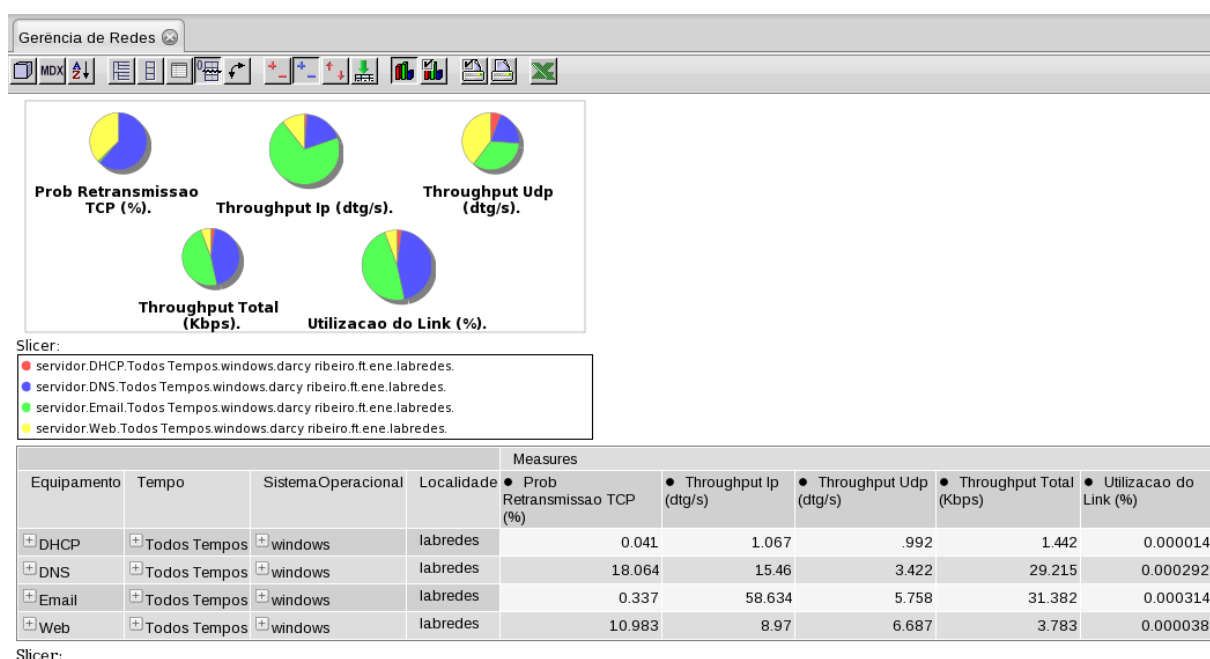 Gerência de Redes
MDX
Prob Retransmissao
TCP (%).
Throughput Ip (dtg/s).
Throughput Udp
(dtg/s).
Throughput Total
(Kbps).
Utilizacao do Link (%).
Slicer:
servidor.DHCP.Todos Tempos.windows.darcy ribeiro.ft.ene.labredes.
servidor.DNS.Todos Tempos.windows.darcy ribeiro.ft.ene.labredes.
servidor.Email.Todos Tempos.windows.darcy ribeiro.ft.ene.labredes.
servidor.Web.Todos Tempos.windows.darcy ribeiro.ft.ene.labredes.
Measures
Equipamento Tempo SistemaOperacional Localidade Prob Retransmissao TCP (%) Throughput Ip (dtg/s) Throughput Udp (dtg/s) Throughput Total (Kbps) Utilizacao do Link (%)
DHCP Todos Tempos windows labredes 0.041 1.067 .992 1.442 0.000014
DNS Todos Tempos windows labredes 18.064 15.46 3.422 29.215 0.000292
Email Todos Tempos windows labredes 0.337 58.634 5.758 31.382 0.000314
Web Todos Tempos windows labredes 10.983 8.97 6.687 3.783 0.000038
Slicer: